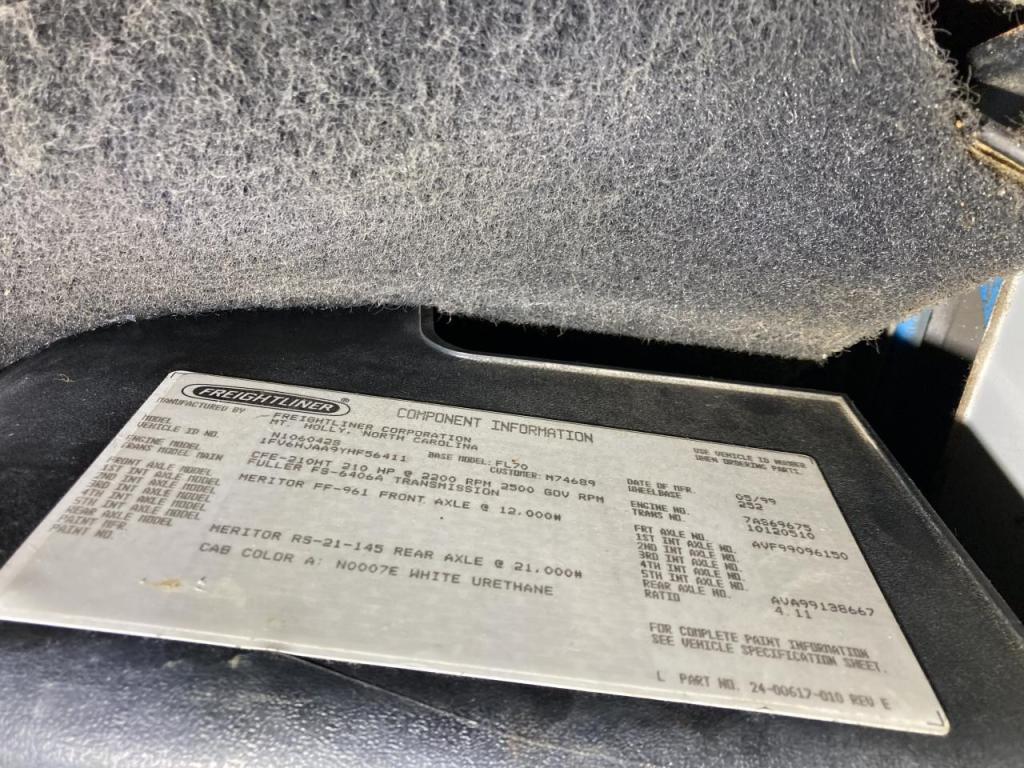 FREIGHTLINER®
COMPONENT INFORMATION
USE VEHICLE ID NUMBER
WHEN ORDERING PARTS.
MANUFACTURED BY FREIGHTLINER CORPORATION
MT. HOLLY, NORTH CAROLINA
MODEL N106042S BASE MODEL: FL70
VEHICLE ID NO. 1FV6HJAA9YHF56411 CUSTOMER: M74689
DATE OF MFR. 05/99
WHEELBASE 252
ENGINE MODEL CFE-210HT 210 HP @ 2200 RPM 2500 GOV RPM
TRANS MODEL MAIN FULLER FS-6406A TRANSMISSION
ENGINE NO. 7AS69675
TRANS NO. 10120510
FRONT AXLE MODEL MERITOR FF-961 FRONT AXLE @ 12,000#
1ST INT AXLE MODEL
2ND INT AXLE MODEL
3RD INT AXLE MODEL
4TH INT AXLE MODEL
5TH INT AXLE MODEL
REAR AXLE MODEL MERITOR RS-21-145 REAR AXLE @ 21,000#
PAINT MFR.
PAINT NO. CAB COLOR A: N0007E WHITE URETHANE
FRT AXLE NO. AVF99096150
1ST INT AXLE NO.
2ND INT AXLE NO.
3RD INT AXLE NO.
4TH INT AXLE NO.
5TH INT AXLE NO.
REAR AXLE NO. AVA99138667
RATIO 4.11
FOR COMPLETE PAINT INFORMATION
SEE VEHICLE SPECIFICATION SHEET.
L PART NO. 24-00617-010 REV E